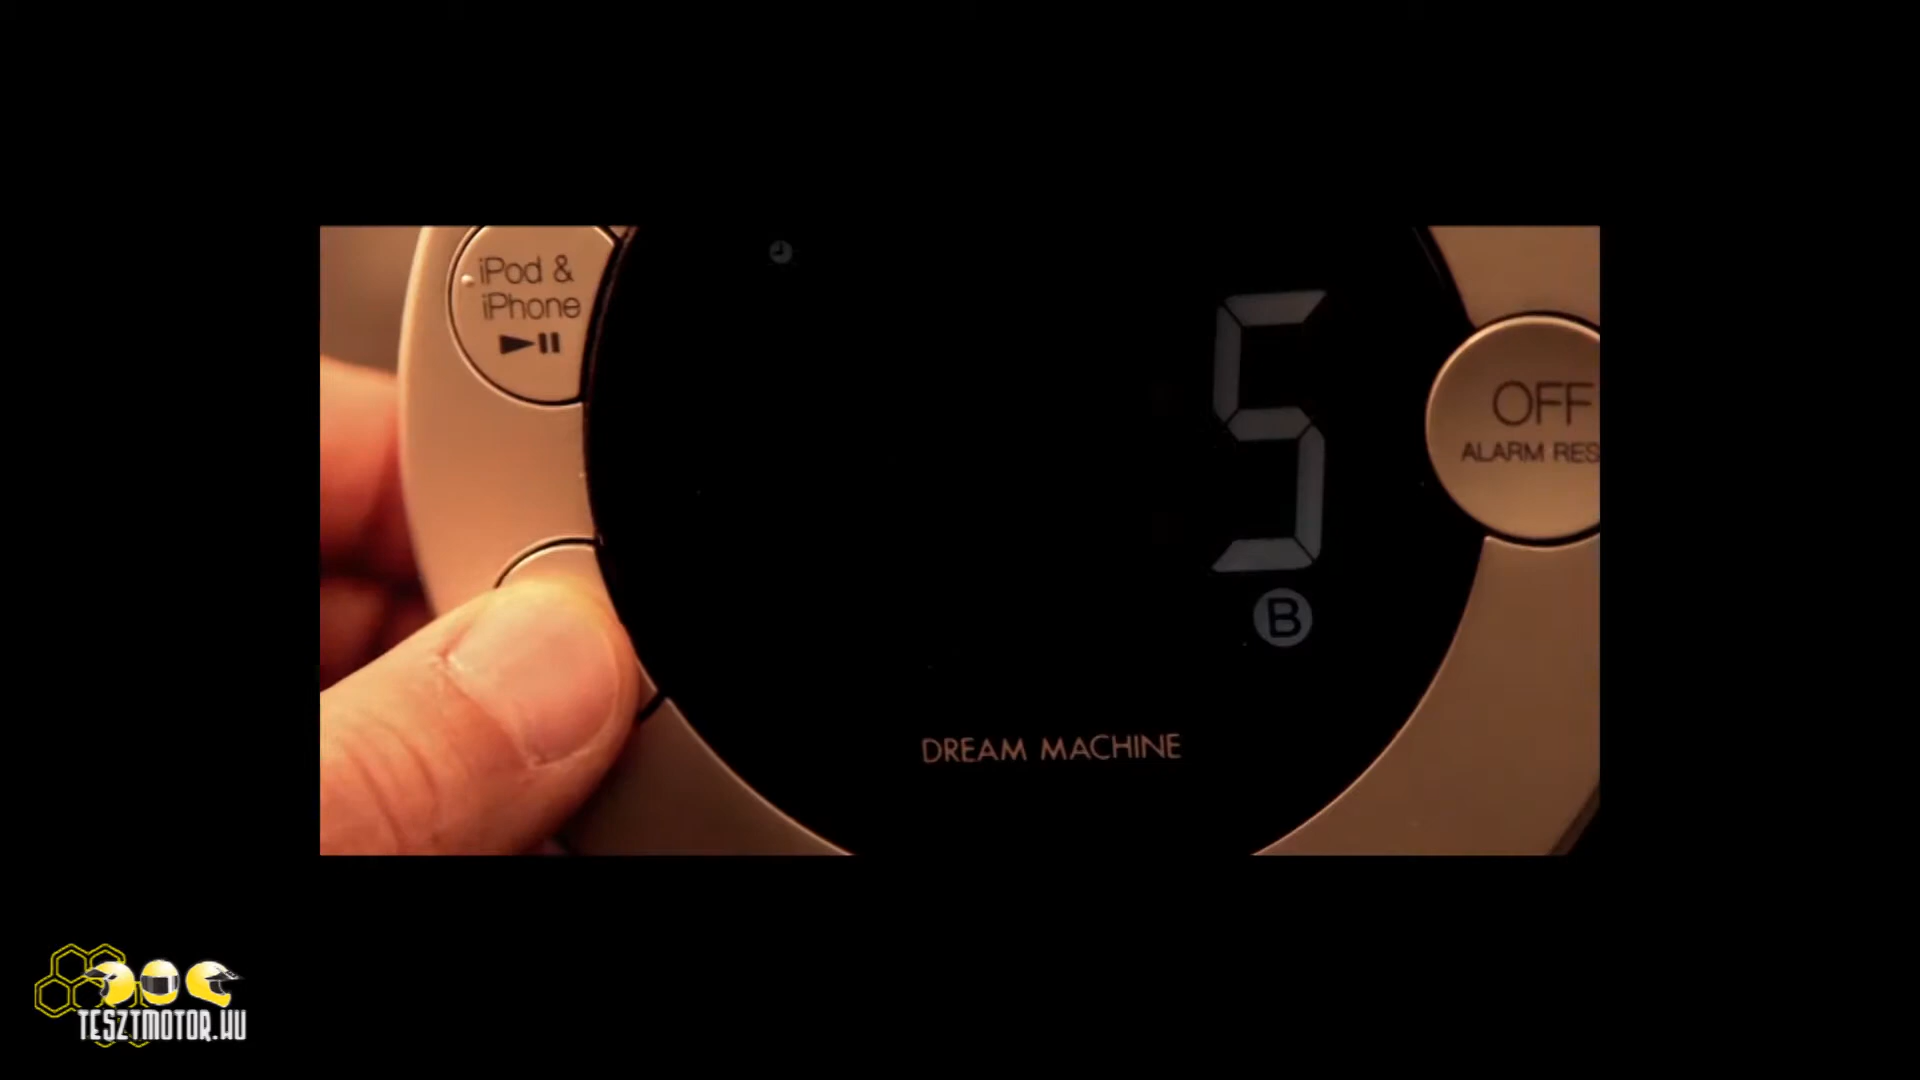 iPod &
iPhone
5
OFF
ALARM RES
B
DREAM MACHINE
TESZTMOTOR.HU